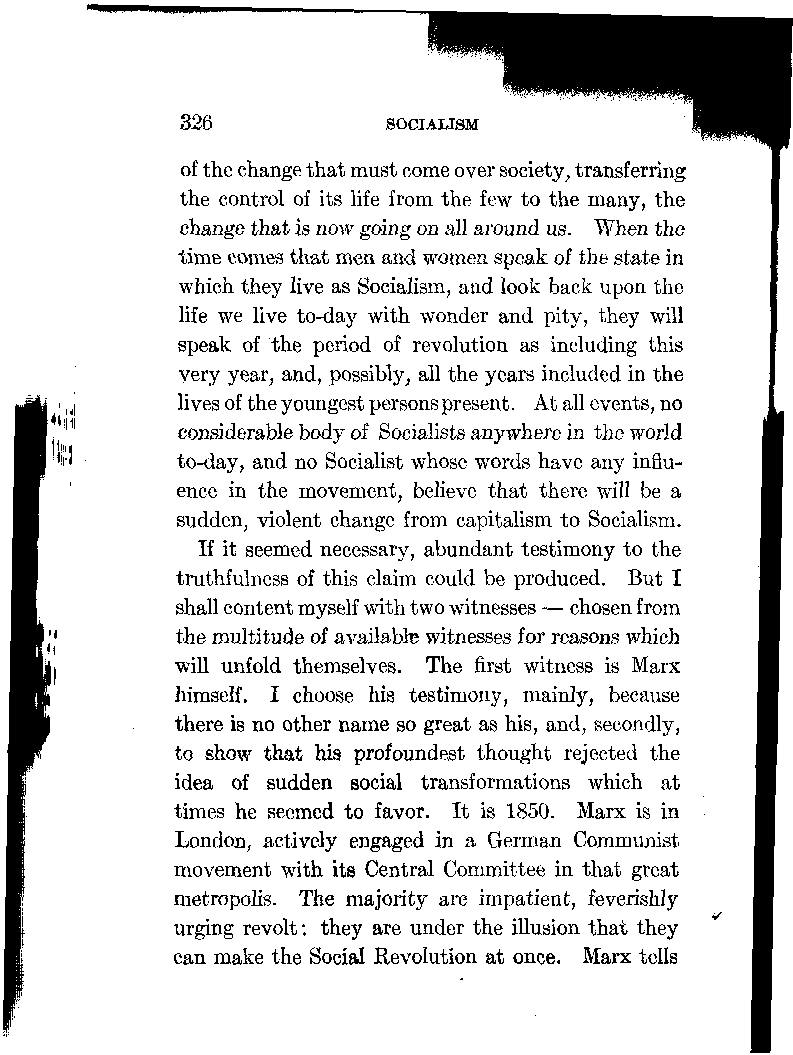 326 SOCIALISM
of the change that must come over society, transferring
the control of its life from the few to the many, the
change that is now going on all around us. When the
time comes that men and women speak of the state in
which they live as Socialism, and look back upon the
life we live to-day with wonder and pity, they will
speak of the period of revolution as including this
very year, and, possibly, all the years included in the
lives of the youngest persons present. At all events, no
considerable body of Socialists anywhere in the world
to-day, and no Socialist whose words have any influ-
ence in the movement, believe that there will be a
sudden, violent change from capitalism to Socialism.
If it seemed necessary, abundant testimony to the
truthfulness of this claim could be produced. But I
shall content myself with two witnesses — chosen from
the multitude of available witnesses for reasons which
will unfold themselves. The first witness is Marx
himself. I choose his testimony, mainly, because
there is no other name so great as his, and, secondly,
to show that his profoundest thought rejected the
idea of sudden social transformations which at
times he seemed to favor. It is 1850. Marx is in
London, actively engaged in a German Communist
movement with its Central Committee in that great
metropolis. The majority are impatient, feverishly
urging revolt: they are under the illusion that they
can make the Social Revolution at once. Marx tells